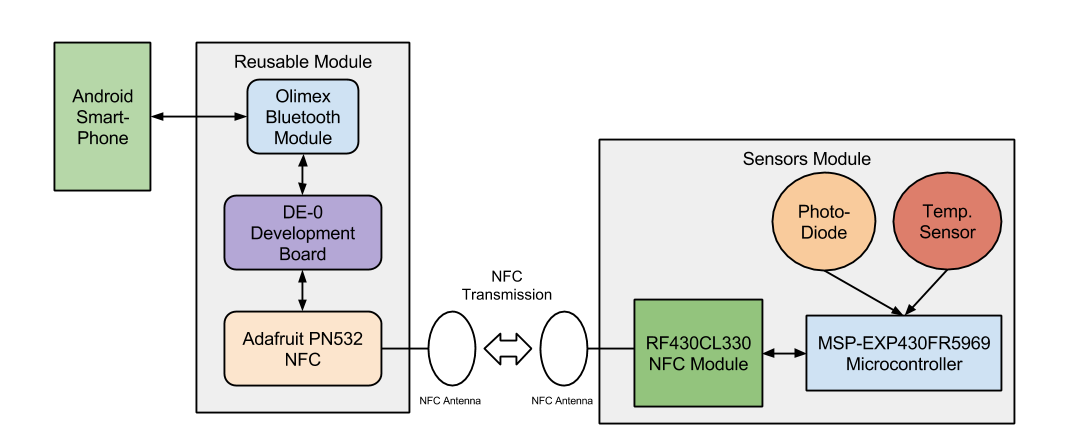 Reusable Module
Android
Smart-
Phone
Olimex
Bluetooth
Module
DE-0
Development
Board
Adafruit PN532
NFC
NFC
Transmission
NFC Antenna
NFC Antenna
Sensors Module
Photo-
Diode
Temp.
Sensor
RF430CL330
NFC Module
MSP-EXP430FR5969
Microcontroller